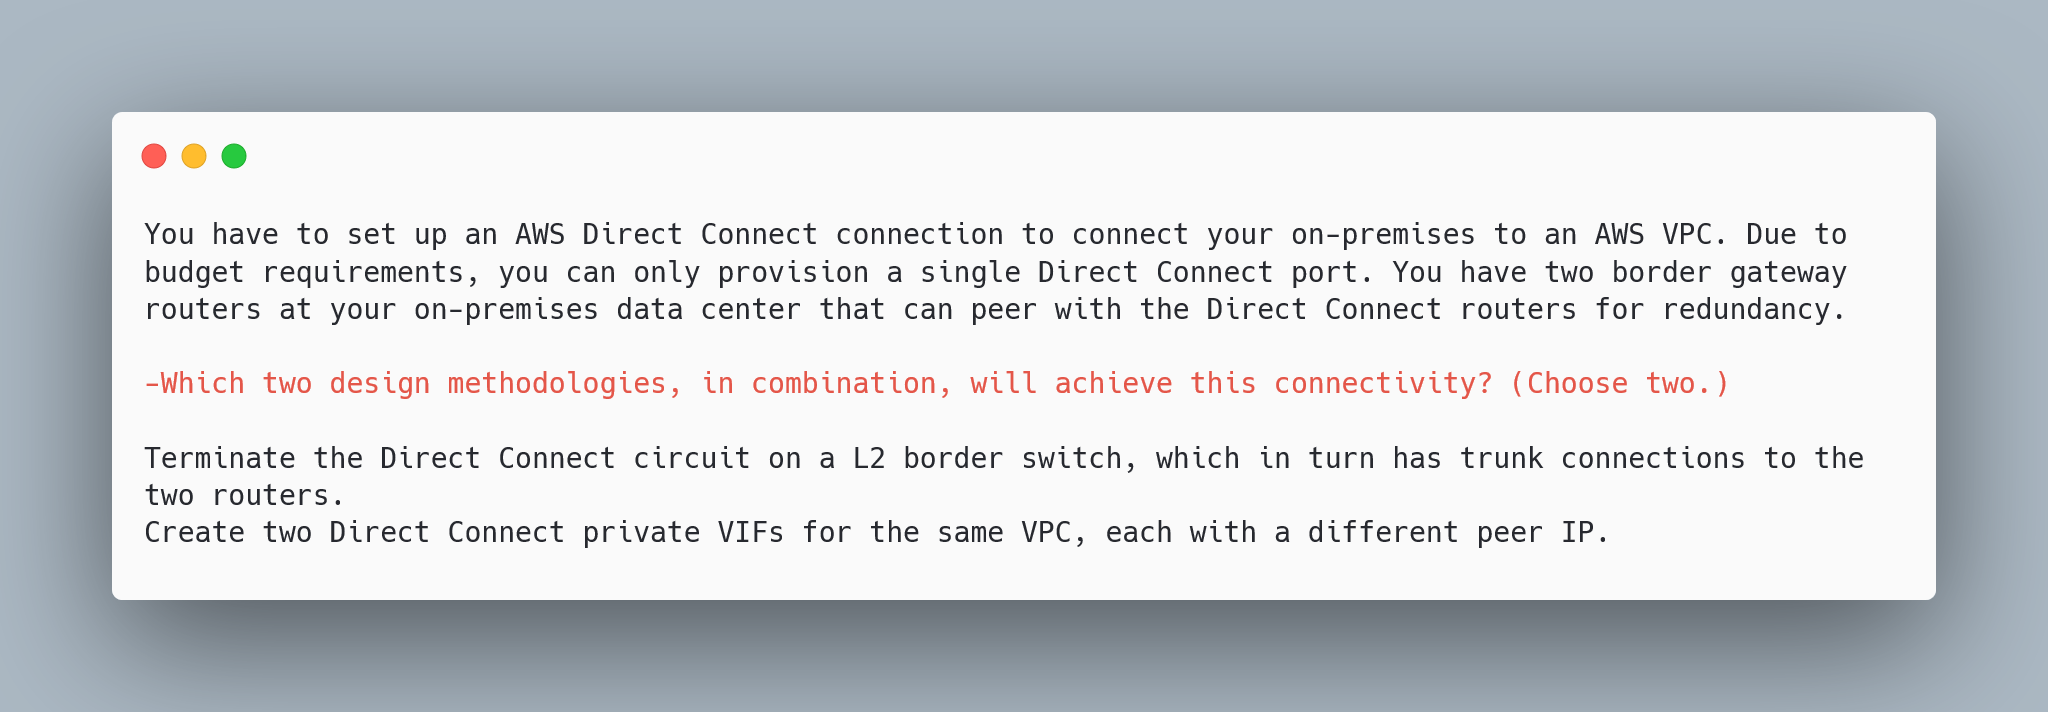 You have to set up an AWS Direct Connect connection to connect your on-premises to an AWS VPC. Due to
budget requirements, you can only provision a single Direct Connect port. You have two border gateway
routers at your on-premises data center that can peer with the Direct Connect routers for redundancy.
-Which two design methodologies, in combination, will achieve this connectivity? (Choose two.)
Terminate the Direct Connect circuit on a L2 border switch, which in turn has trunk connections to the
two routers.
Create two Direct Connect private VIFs for the same VPC, each with a different peer IP.